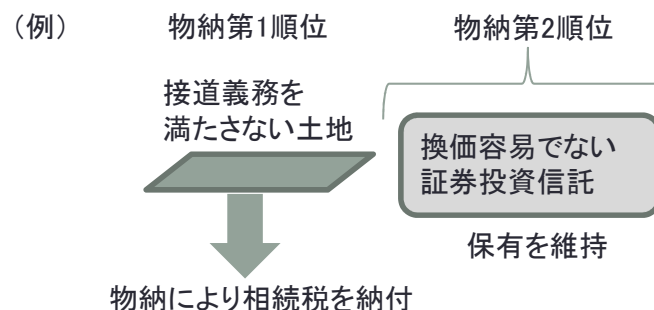 （例）
物納第1順位
物納第2順位
接道義務を
満たさない土地
換価容易でない
証券投資信託
保有を維持
物納により相続税を納付